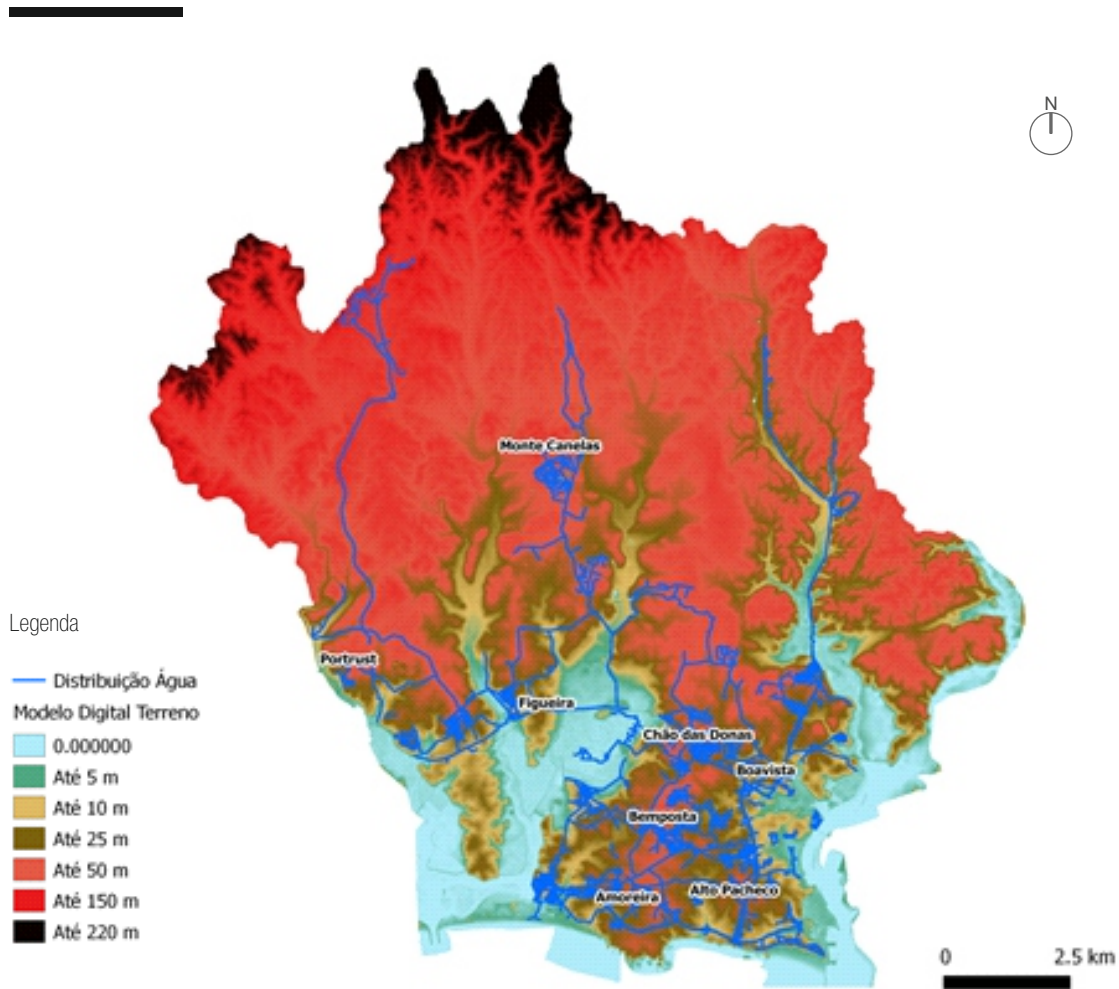 N
Monte Canelas
Portrust
Figueira
Chão das Donas
Boavista
Bemposta
Amoreira
Alto Pacheco
Legenda
Distribuição Água
Modelo Digital Terreno
0.000000
Até 5 m
Até 10 m
Até 25 m
Até 50 m
Até 150 m
Até 220 m
0 2.5 km